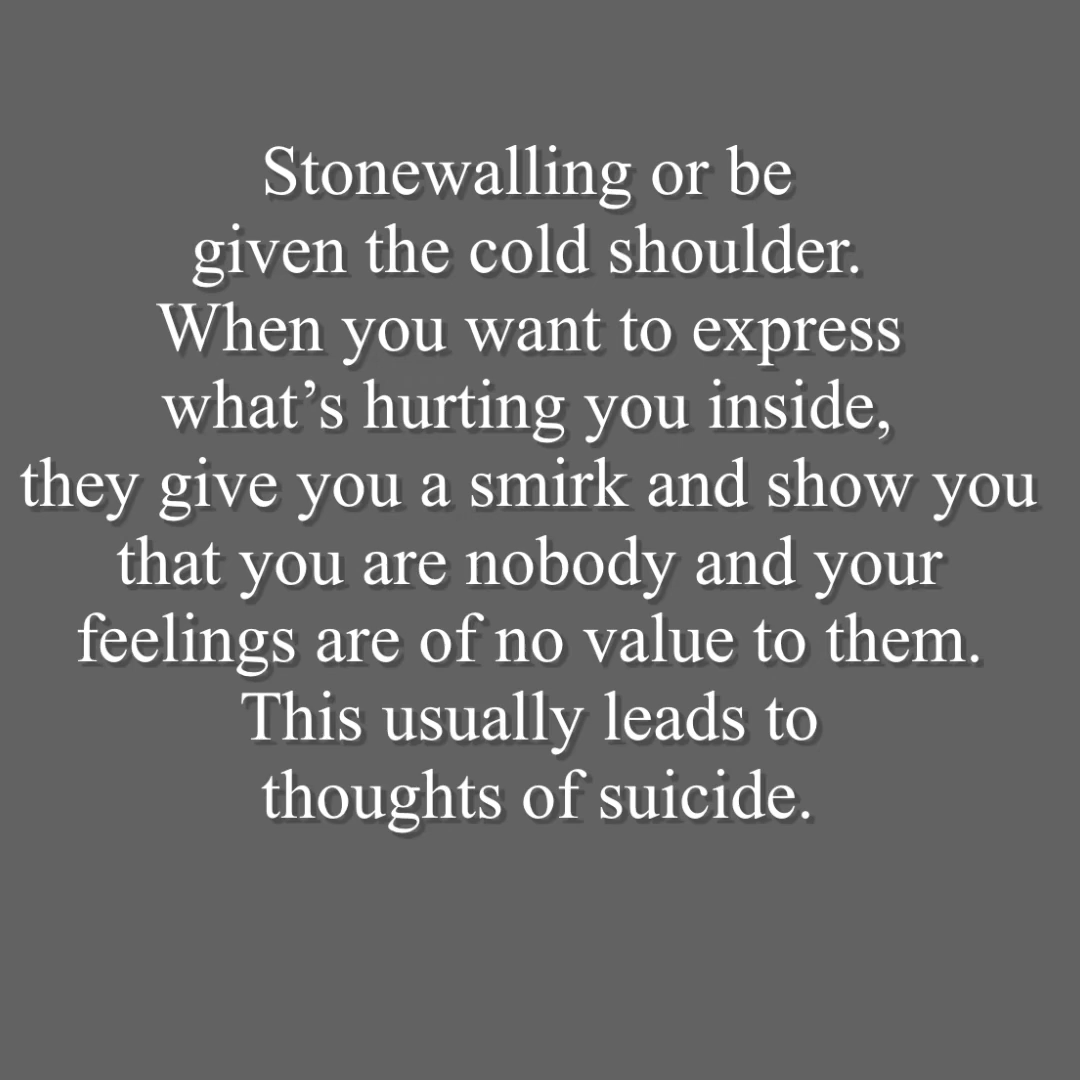 Stonewalling or be
given the cold shoulder.
When you want to express
what’s hurting you inside,
they give you a smirk and show you
that you are nobody and your
feelings are of no value to them.
This usually leads to
thoughts of suicide.